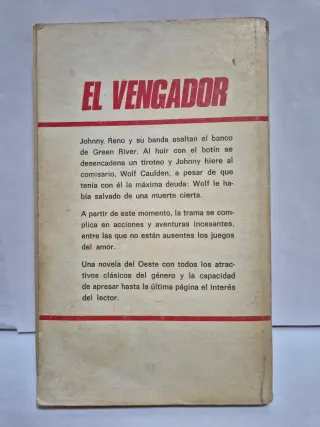 EL VENGADOR
Johnny Reno y su banda asaltan el banco
de Green River. Al huir con el botín se
desencadena un tiroteo y Johnny hiere al
comisario, Wolf Caulden, a pesar de que
tenía con él la máxima deuda: Wolf le ha-
bía salvado de una muerte cierta.
A partir de este momento, la trama se com-
plica en acciones y aventuras incesantes,
entre las que no están ausentes los juegos
del amor.
Una novela del Oeste con todos los atrac-
tivos clásicos del género y la capacidad
de apresar hasta la última página el interés
del lector.